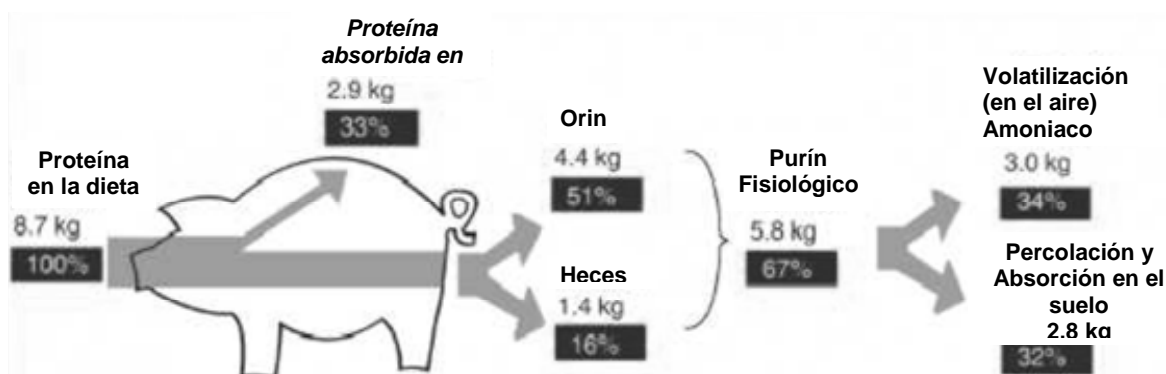 Proteína
absorbida en
2.9 kg
33%
Proteína
en la dieta
8.7 kg
100%
Orin
4.4 kg
51%
Heces
1.4 kg
16%
Purín
Fisiológico
5.8 kg
67%
Volatilización
(en el aire)
Amoniaco
3.0 kg
34%
Percolación y
Absorción en el
suelo
2.8 kg
32%